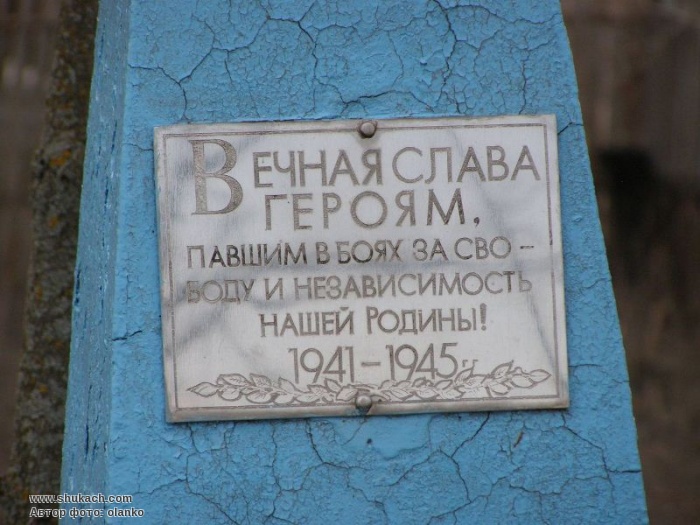 Вечная слава
героям,
павшим в боях за сво-
боду и независимость
нашей Родины!
1941-1945г.г.
www.shukach.com
Автор фото: olanko